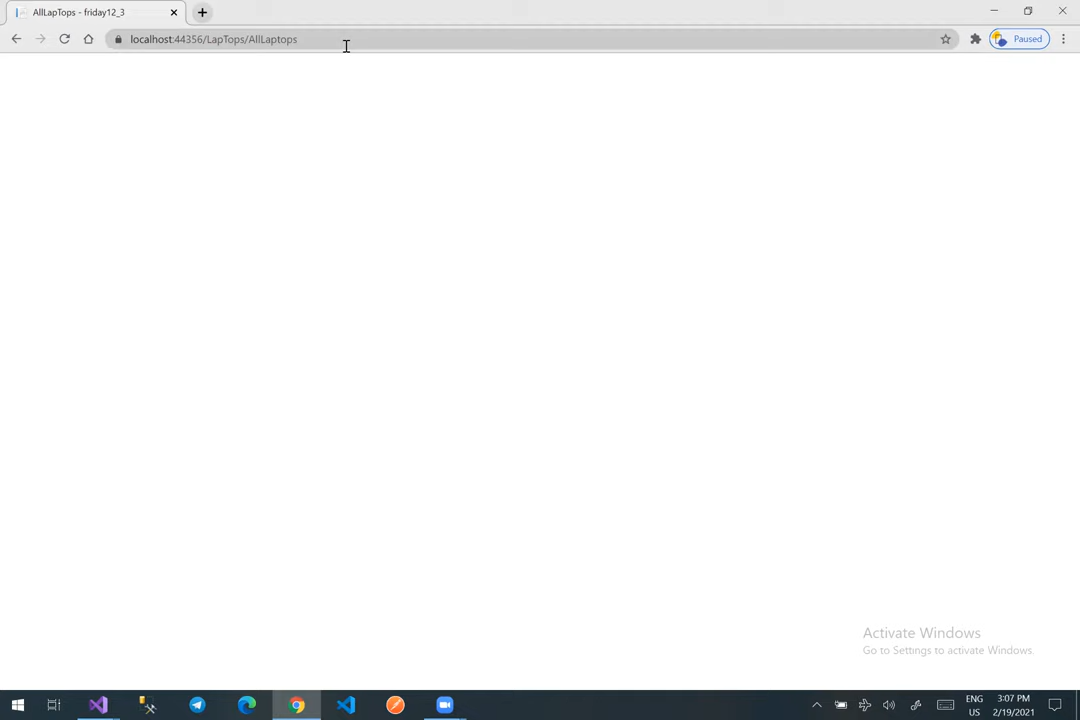 AllLapTops - friday12_3
localhost:44356/LapTops/AllLaptops
Paused
Activate Windows
Go to Settings to activate Windows.
ENG
US
3:07 PM
2/19/2021